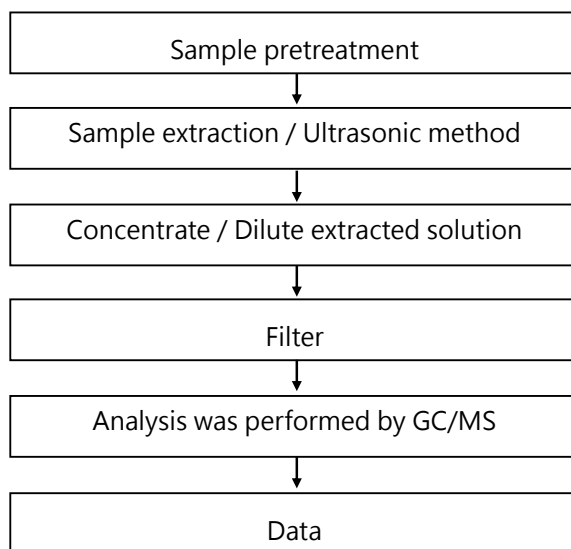 Sample pretreatment
Sample extraction / Ultrasonic method
Concentrate / Dilute extracted solution
Filter
Analysis was performed by GC/MS
Data